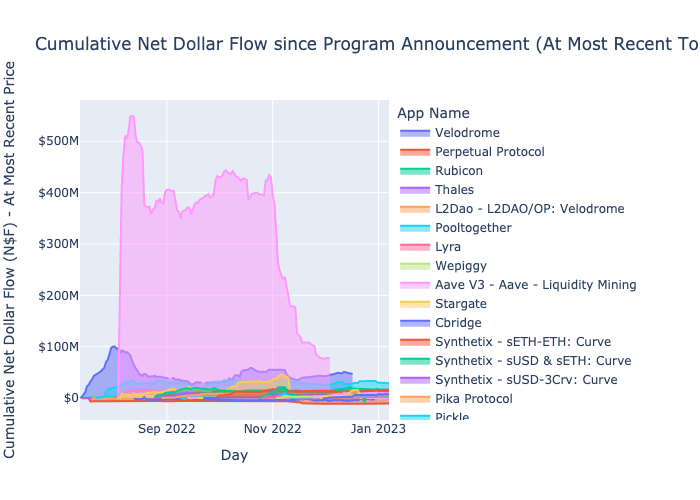 Cumulative Net Dollar Flow since Program Announcement (At Most Recent To
Cumulative Net Dollar Flow (N$F) - At Most Recent Price
$500M
$400M
$300M
$200M
$100M
$0
Sep 2022
Nov 2022
Jan 2023
Day
App Name
Velodrome
Perpetual Protocol
Rubicon
Thales
L2Dao - L2DAO/OP: Velodrome
Pooltogether
Lyra
Wepiggy
Aave V3 - Aave - Liquidity Mining
Stargate
Cbridge
Synthetix - sETH-ETH: Curve
Synthetix - sUSD & sETH: Curve
Synthetix - sUSD-3Crv: Curve
Pika Protocol
Pickle